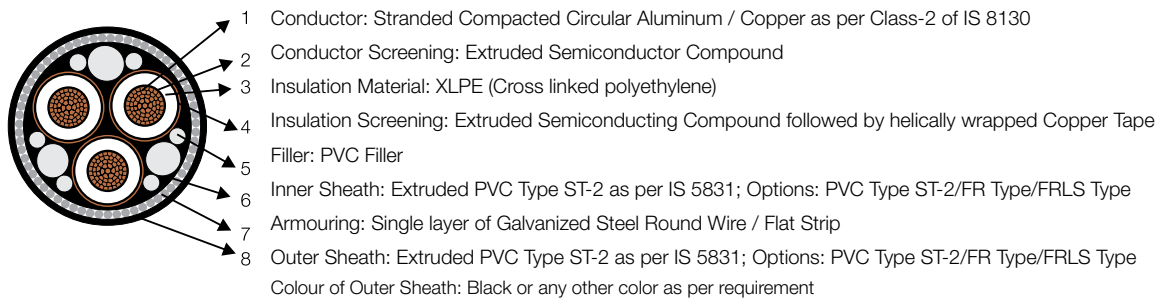 1 Conductor: Stranded Compacted Circular Aluminum / Copper as per Class-2 of IS 8130
2 Conductor Screening: Extruded Semiconductor Compound
3 Insulation Material: XLPE (Cross linked polyethylene)
4 Insulation Screening: Extruded Semiconducting Compound followed by helically wrapped Copper Tape
5 Filler: PVC Filler
6 Inner Sheath: Extruded PVC Type ST-2 as per IS 5831; Options: PVC Type ST-2/FR Type/FRLS Type
7 Armouring: Single layer of Galvanized Steel Round Wire / Flat Strip
8 Outer Sheath: Extruded PVC Type ST-2 as per IS 5831; Options: PVC Type ST-2/FR Type/FRLS Type
Colour of Outer Sheath: Black or any other color as per requirement